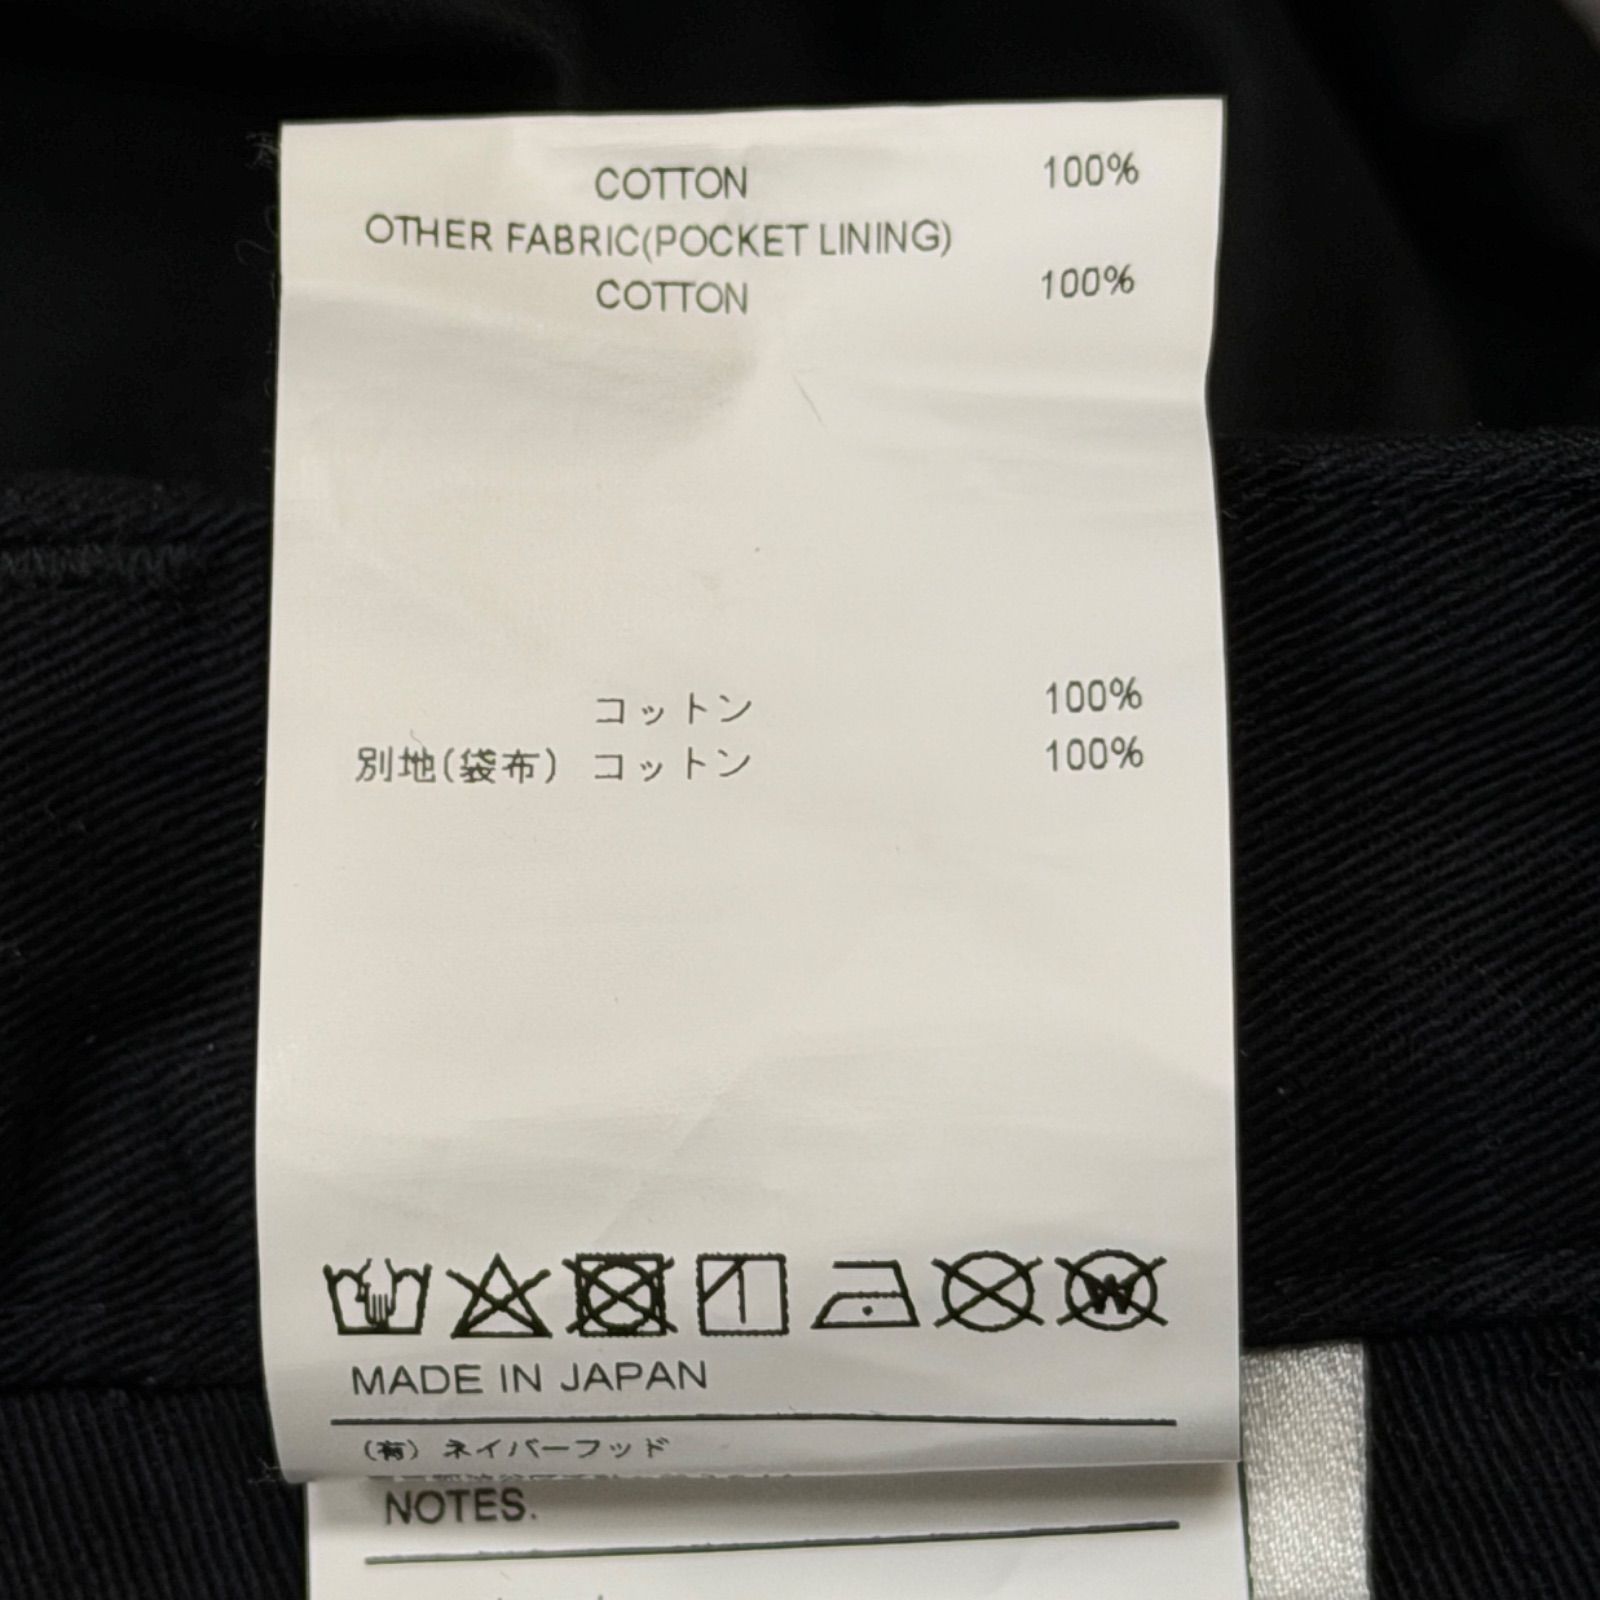 COTTON 100%
OTHER FABRIC(POCKET LINING)
COTTON 100%
コットン 100%
別地(袋布) コットン 100%
W
MADE IN JAPAN
(有) ネイバーフッド
NOTES.